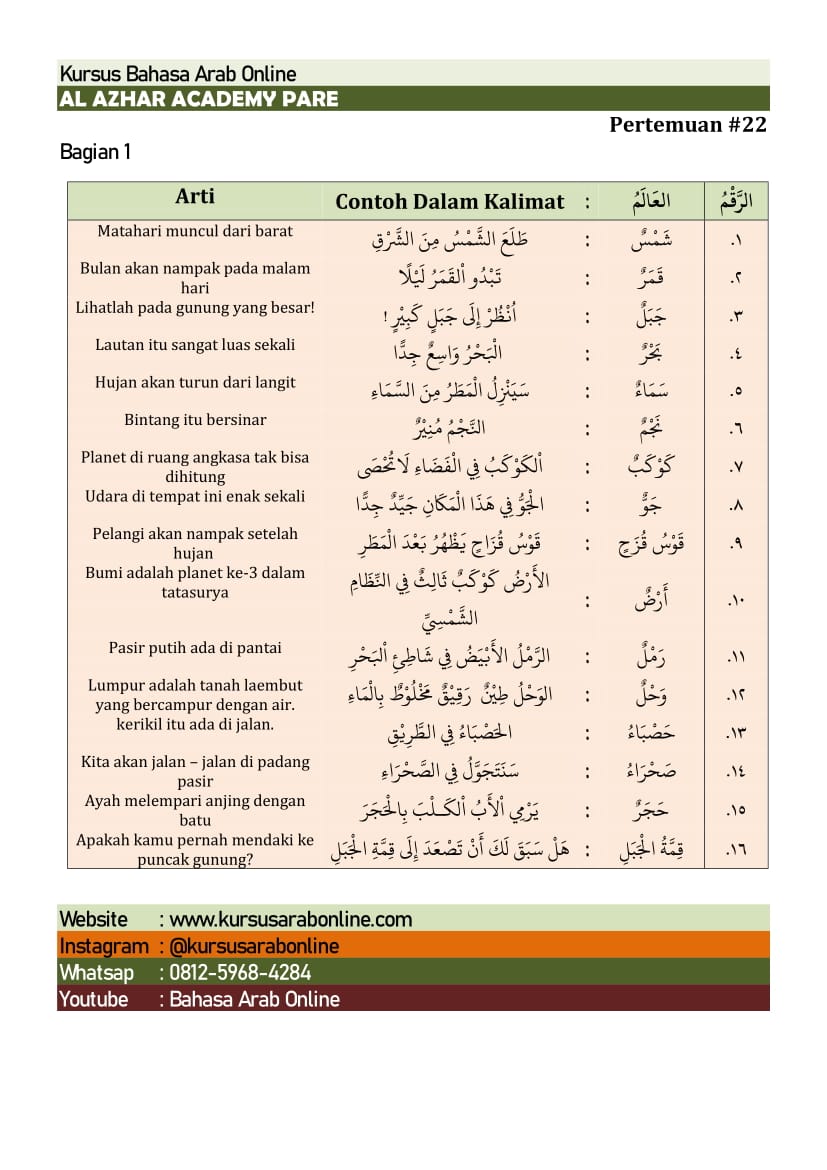 Kursus Bahasa Arab Online
AL AZHAR ACADEMY PARE
Pertemuan #22
Bagian 1
Arti Contoh Dalam Kalimat : العَالَمُ الرَّقْمُ
Matahari muncul dari barat طَلَعَ الشَّمْسُ مِنَ الشَّرْقِ : شَمْسٌ .١
Bulan akan nampak pada malam hari تَبْدُو اْلقَمَرُ لَيْلًا : قَمَرٌ .٢
Lihatlah pada gunung yang besar! اُنْظُرْ إِلَى جَبَلٍ كَبِيْرٍ ! : جَبَلٌ .٣
Lautan itu sangat luas sekali الْبَحْرُ وَاسِعٌ جِدًّا : بَحْرٌ .٤
Hujan akan turun dari langit سَيَنْزِلُ الْمَطَرُ مِنَ السَّمَاءِ : سَمَاءٌ .٥
Bintang itu bersinar النَّجْمُ مُنِيْرٌ : نَجْمٌ .٦
Planet di ruang angkasa tak bisa dihitung اْلكَوْكَبُ فِي الْفَضَاءِ لَا تُحْصَى : كَوْكَبٌ .٧
Udara di tempat ini enak sekali الْجَوُّ فِي هَذَا الْمَكَانِ جَيِّدٌ جِدًّا : جَوٌّ .٨
Pelangi akan nampak setelah hujan قَوْسُ قُزَاحٍ يَظْهُرُ بَعْدَ الْمَطَرِ : قَوْسُ قُزَحٍ .٩
Bumi adalah planet ke-3 dalam tatasurya الأَرْضُ كَوْكَبٌ ثَالِثٌ فِي النِّظَامِ الشَّمْسِيِّ : أَرْضٌ .١٠
Pasir putih ada di pantai الرَّمْلُ الأَبْيَضُ فِي شَاطِئِ اْلبَحْرِ : رَمْلٌ .١١
Lumpur adalah tanah laembut yang bercampur dengan air. الوَحْلُ طِيْنٌ رَقِيْقٌ مَخْلُوْطٌ بِالْمَاءِ : وَحْلٌ .١٢
kerikil itu ada di jalan. الحَصْبَاءُ فِي الطَّرِيْقِ : حَصْبَاءُ .١٣
Kita akan jalan – jalan di padang pasir سَنَتَجَوَّلُ فِي الصَّحْرَاءِ : صَحْرَاءُ .١٤
Ayah melempari anjing dengan batu يَرْمِي اْلأَبُ اْلكَـلْـبَ بِالْحَجَرَ : حَجَرٌ .١٥
Apakah kamu pernah mendaki ke puncak gunung? هَلْ سَبَقَ لَكَ أَنْ تَصْعَدَ إِلَى قِمَّةِ الْجَبَلِ : قِمَّةُ الْجَبَلِ .١٦
Website : www.kursusarabonline.com
Instagram : @kursusarabonline
Whatsap : 0812-5968-4284
Youtube : Bahasa Arab Online